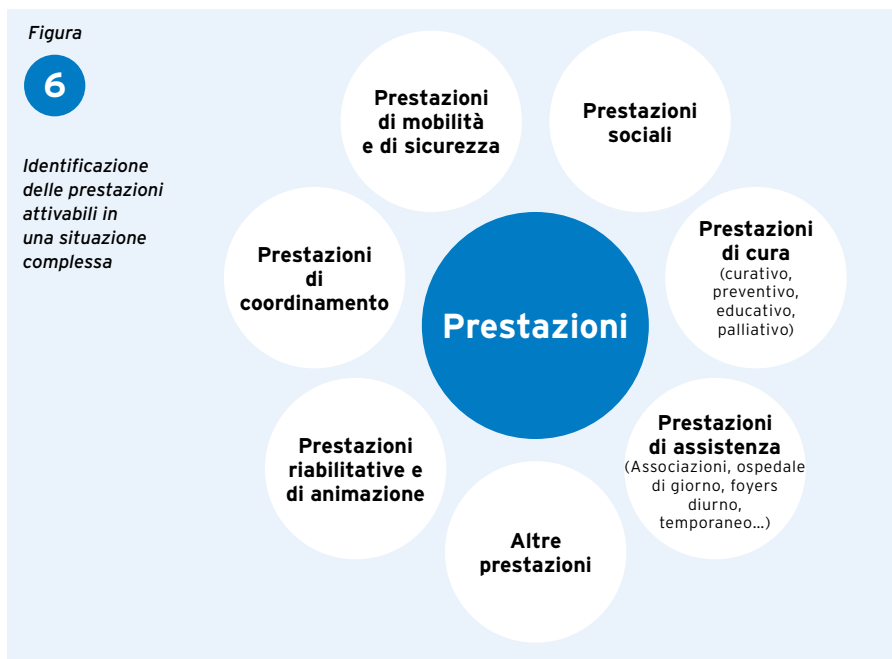 Figura
6
Identificazione
delle prestazioni
attivabili in
una situazione
complessa
Prestazioni
di mobilità
e di sicurezza
Prestazioni
sociali
Prestazioni
di cura
(curativo,
preventivo,
educativo,
palliativo)
Prestazioni
di
coordinamento
Prestazioni
Prestazioni
di assistenza
(Associazioni, ospedale
di giorno, foyers
diurno,
temporaneo…)
Prestazioni
riabilitative e
di animazione
Altre
prestazioni